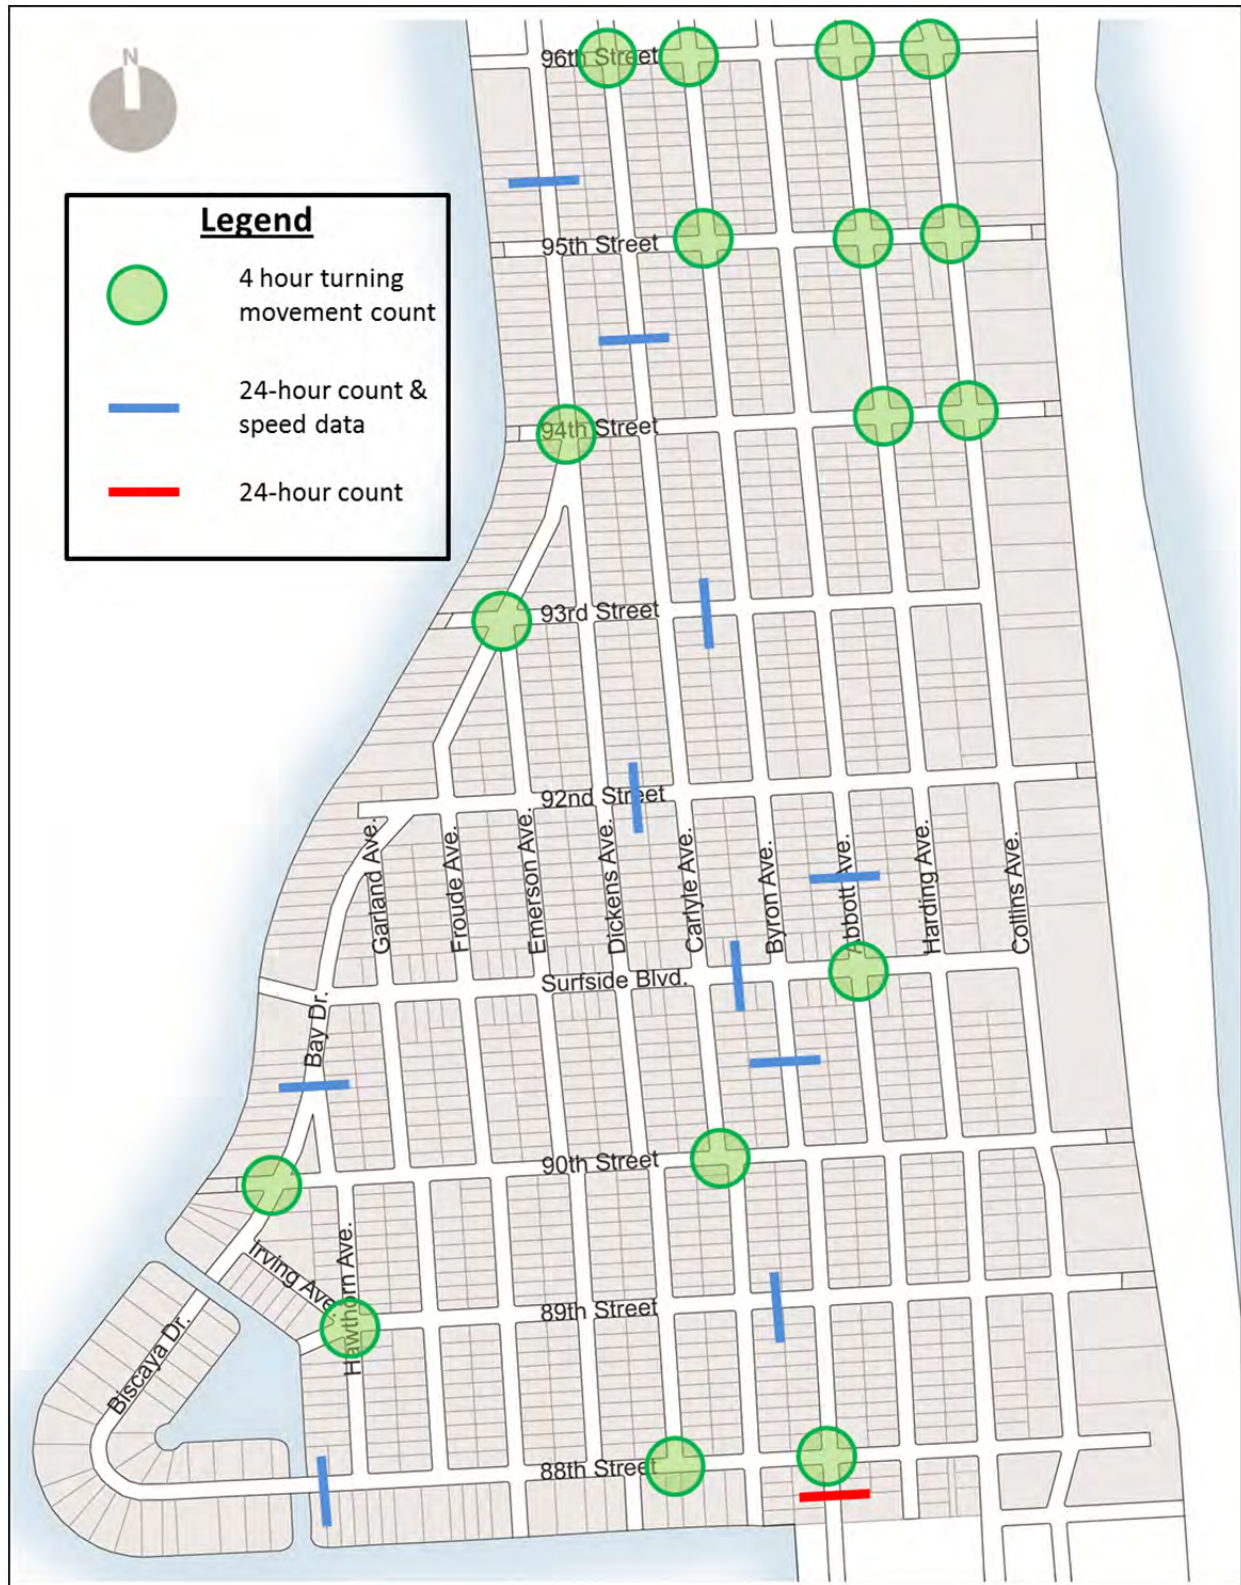 N
96th Street
Legend
4 hour turning
movement count
24-hour count &
speed data
24-hour count
95th Street
94th Street
93rd Street
92nd Street
Garland Ave.
Froude Ave.
Emerson Ave.
Dickens Ave.
Carlyle Ave.
Byron Ave.
Abbott Ave.
Harding Ave.
Collins Ave.
Surfside Blvd.
Bay Dr.
90th Street
Irving Ave.
Hawthorn Ave.
89th Street
Biscaya Dr.
88th Street